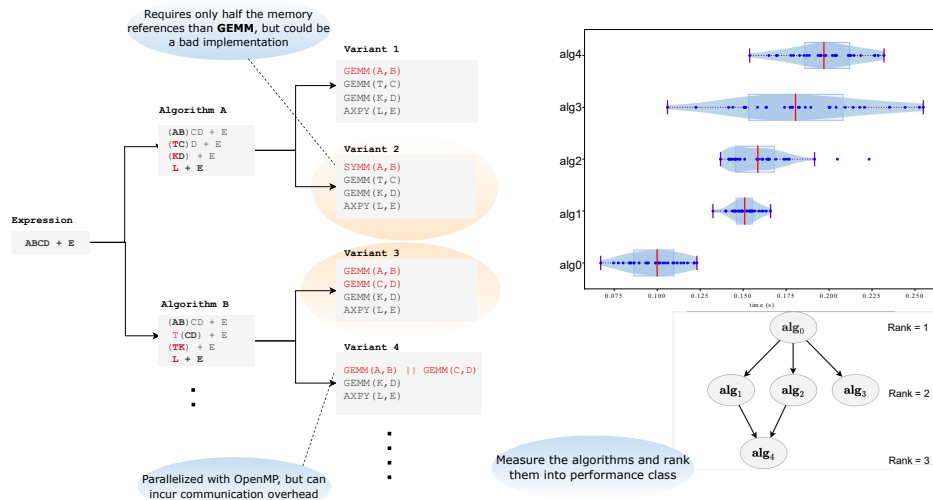 Requires only half the memory
references than GEMM, but could be
a bad implementation
Expression
ABCD + E
Algorithm A
(AB)CD + E
(TC)D + E
(KD) + E
L + E
Algorithm B
(AB)CD + E
T(CD) + E
(TK) + E
L + E
Variant 1
GEMM(A,B)
GEMM(T,C)
GEMM(K,D)
AXPY(L,E)
Variant 2
SYMM(A,B)
GEMM(T,C)
GEMM(K,D)
AXPY(L,E)
Variant 3
GEMM(A,B)
GEMM(C,D)
GEMM(K,D)
AXPY(L,E)
Variant 4
GEMM(A,B) || GEMM(C,D)
GEMM(K,D)
AXPY(L,E)
Parallelized with OpenMP, but can
incur communication overhead
alg4
alg3
alg2
alg1
alg0
0.075 0.100 0.125 0.150 0.175 0.200 0.225 0.250
time (s)
alg0 Rank = 1
alg1 alg2 alg3 Rank = 2
alg4 Rank = 3
Measure the algorithms and rank
them into performance class